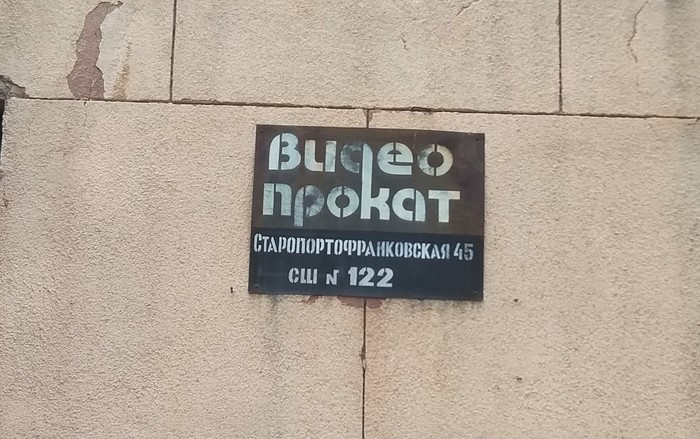 Видео
прокат
Старопортофранковская 45
СШ № 122